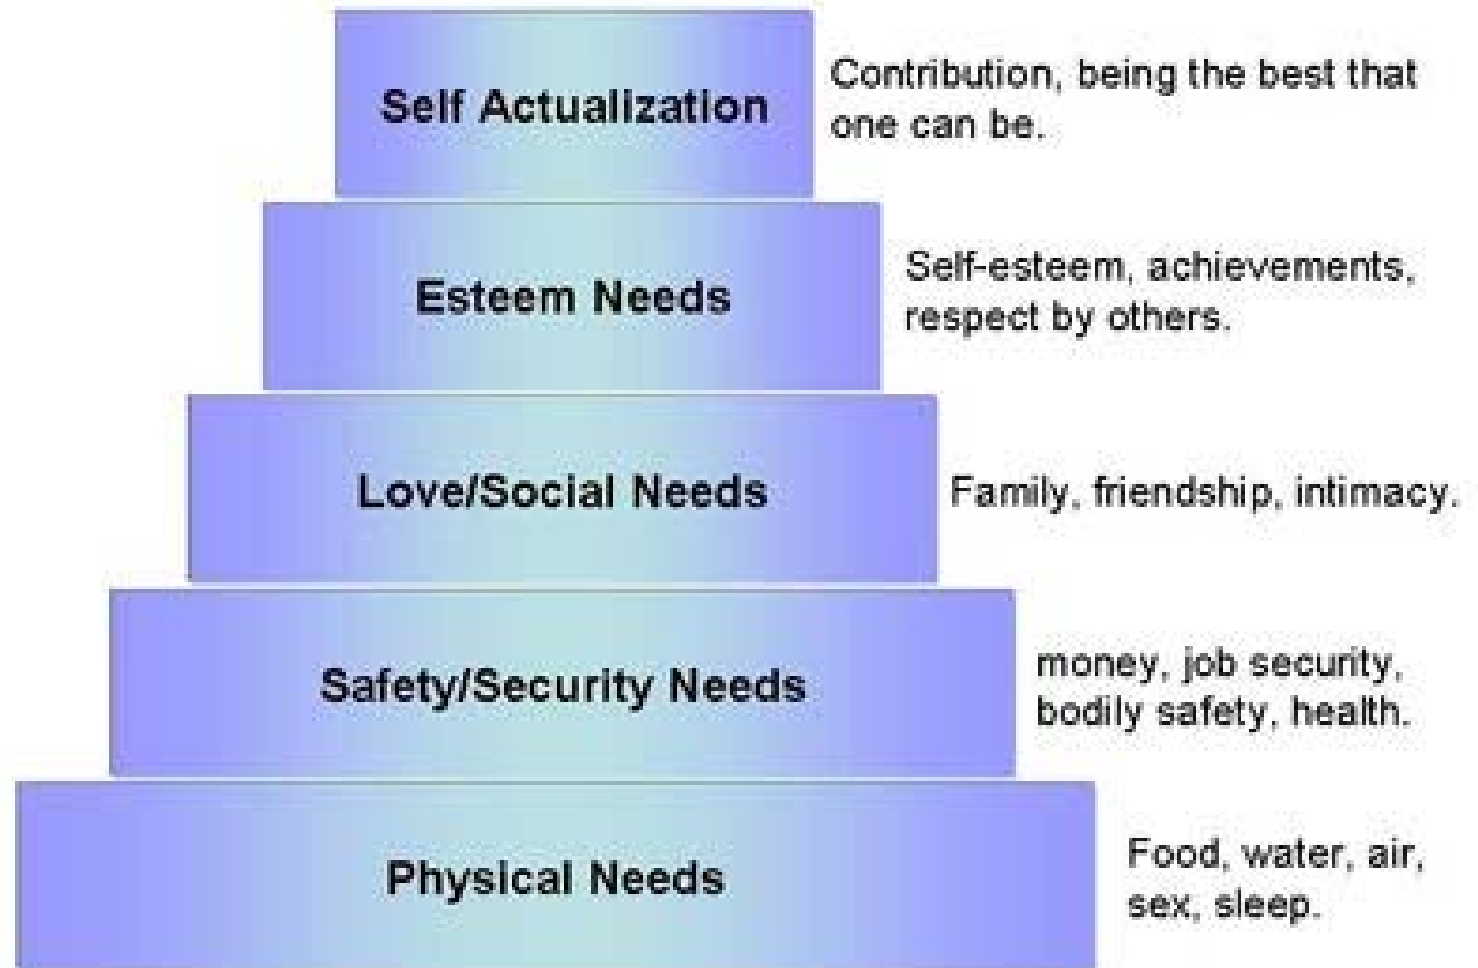 Self Actualization
Contribution, being the best that
one can be.
Esteem Needs
Self-esteem, achievements,
respect by others.
Love/Social Needs
Family, friendship, intimacy.
Safety/Security Needs
money, job security,
bodily safety, health.
Physical Needs
Food, water, air,
sex, sleep.